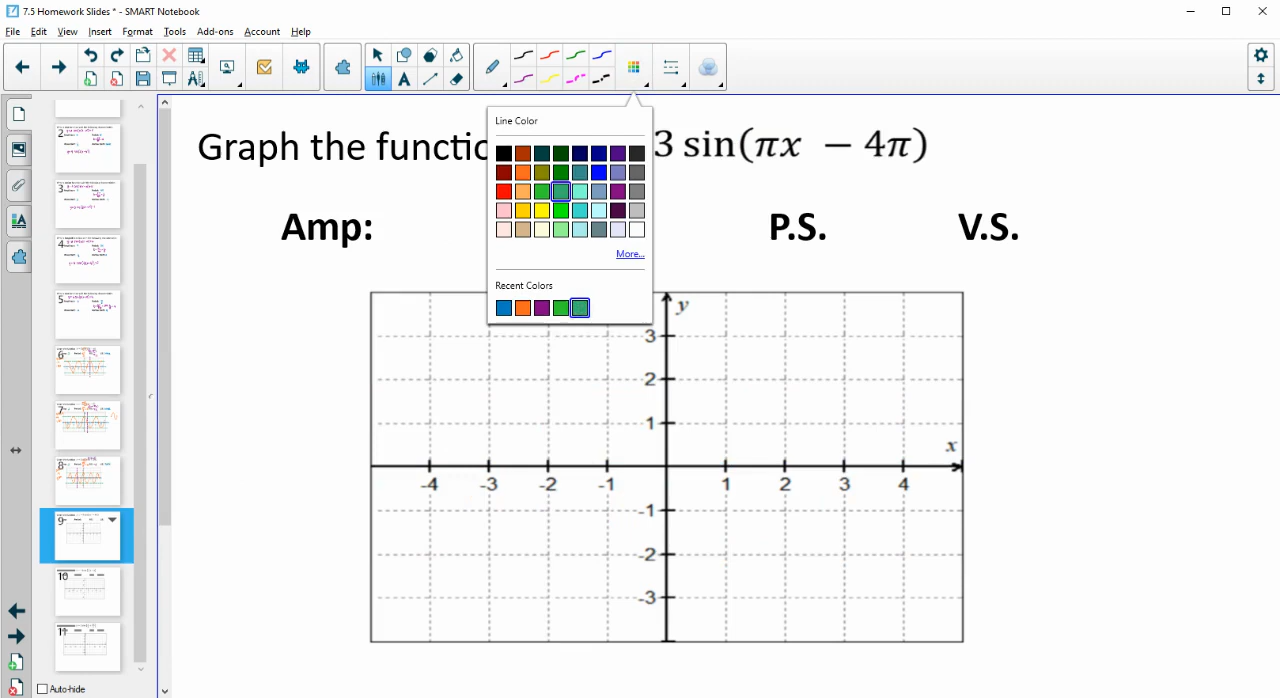 7.5 Homework Slides * - SMART Notebook
File Edit View Insert Format Tools Add-ons Account Help
Line Color
More...
Recent Colors
Graph the functio 3 sin(πx − 4π)
Amp: P.S. V.S.
y
3
2
1
x
-4 -3 -2 -1 1 2 3 4
-1
-2
-3
2
3
4
5
6
7
8
9
10
11
Auto-hide